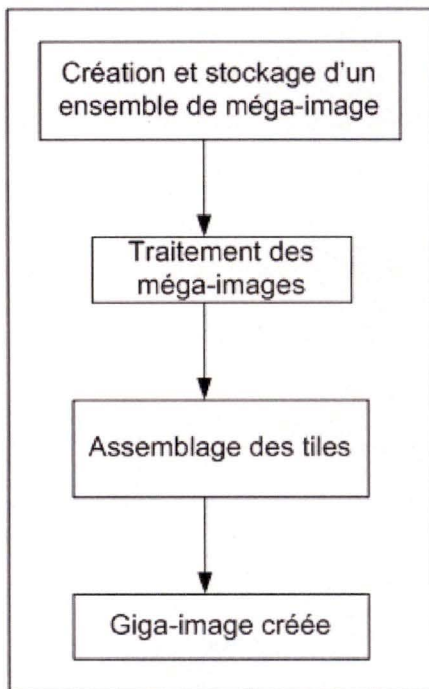 Création et stockage d'un
ensemble de méga-image
Traitement des
méga-images
Assemblage des tiles
Giga-image créée